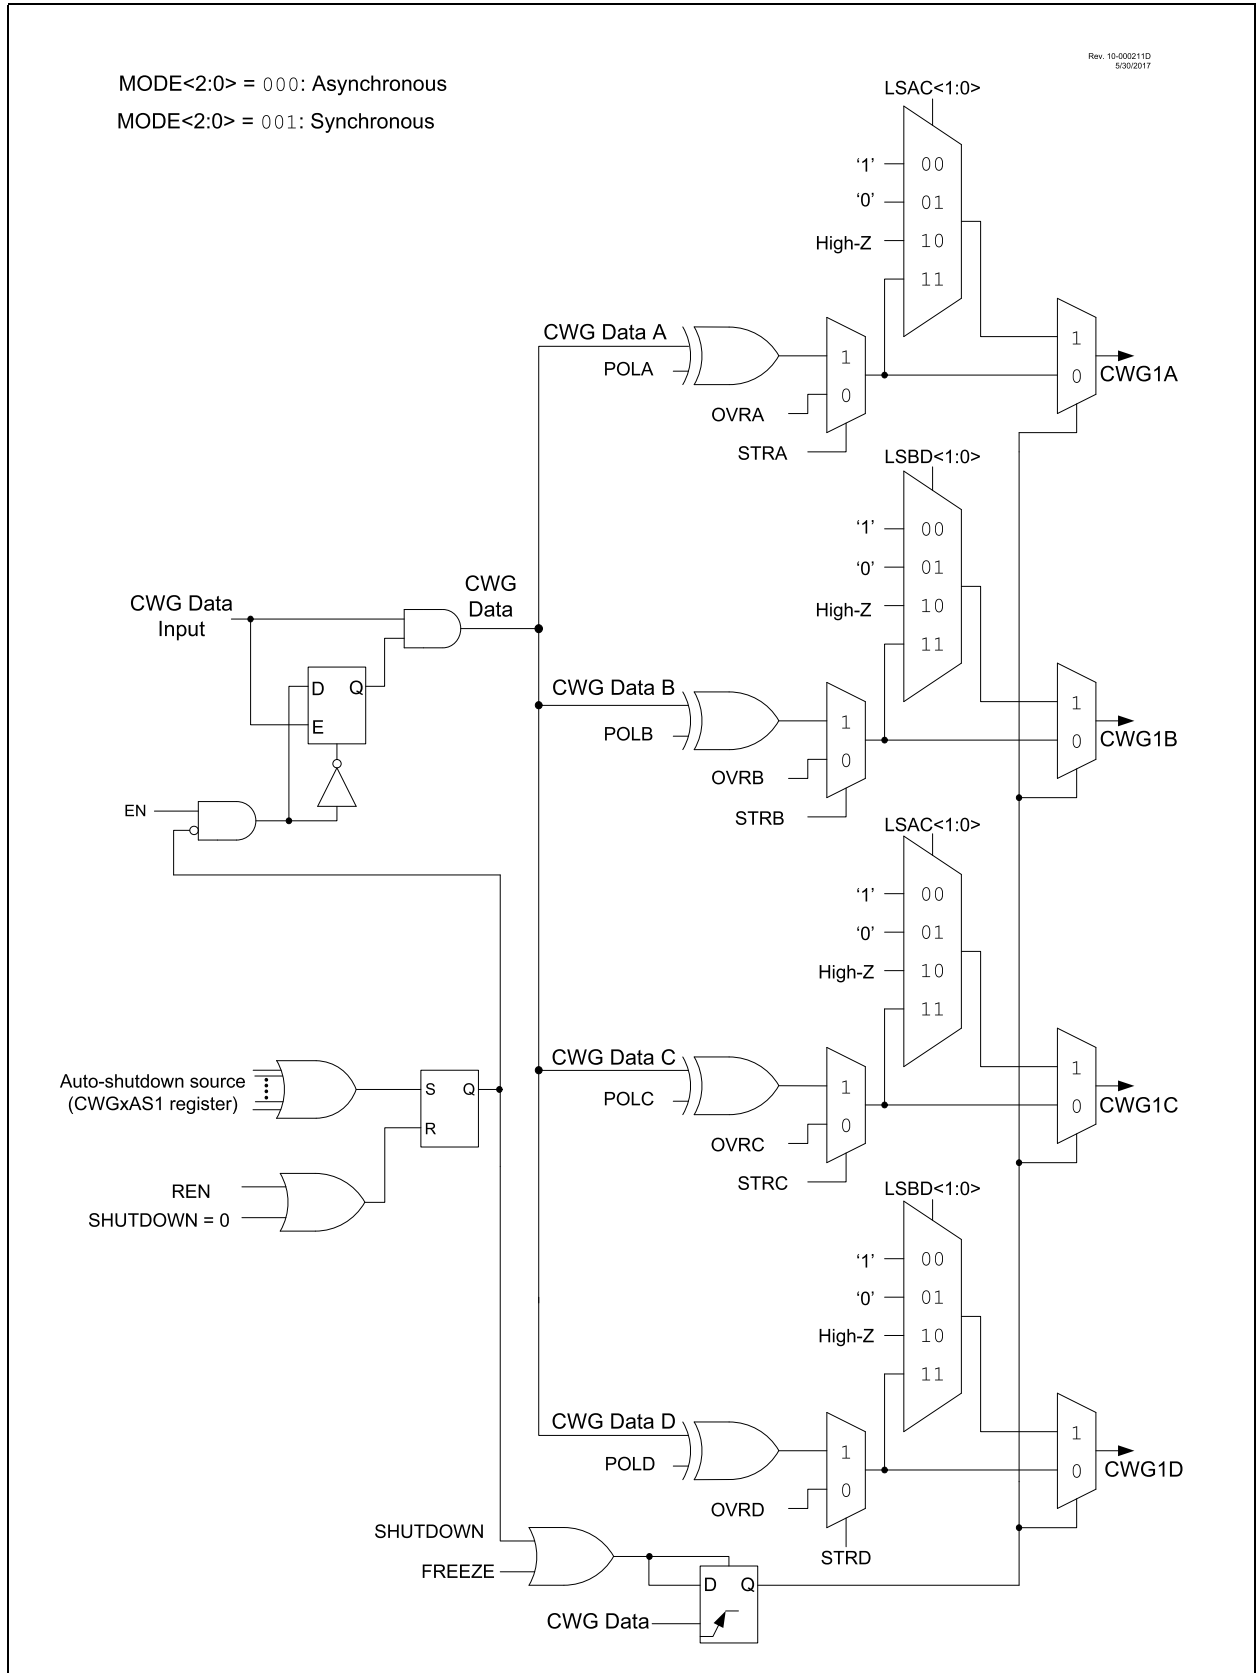 Rev. 10-000211D
5/30/2017
MODE<2:0> = 000: Asynchronous
MODE<2:0> = 001: Synchronous
LSAC<1:0>
‘1’
00
‘0’
01
High-Z
10
11
CWG Data A
POLA
1
0
OVRA
STRA
1
0
CWG1A
LSBD<1:0>
‘1’
00
‘0’
01
High-Z
10
11
CWG Data
Input
CWG
Data
D
Q
E
EN
CWG Data B
POLB
1
0
OVRB
STRB
1
0
CWG1B
LSAC<1:0>
‘1’
00
‘0’
01
High-Z
10
11
CWG Data C
POLC
1
0
OVRC
STRC
1
0
CWG1C
Auto-shutdown source
(CWGxAS1 register)
S
Q
R
REN
SHUTDOWN = 0
LSBD<1:0>
‘1’
00
‘0’
01
High-Z
10
11
CWG Data D
POLD
1
0
OVRD
STRD
1
0
CWG1D
SHUTDOWN
FREEZE
D
Q
CWG Data